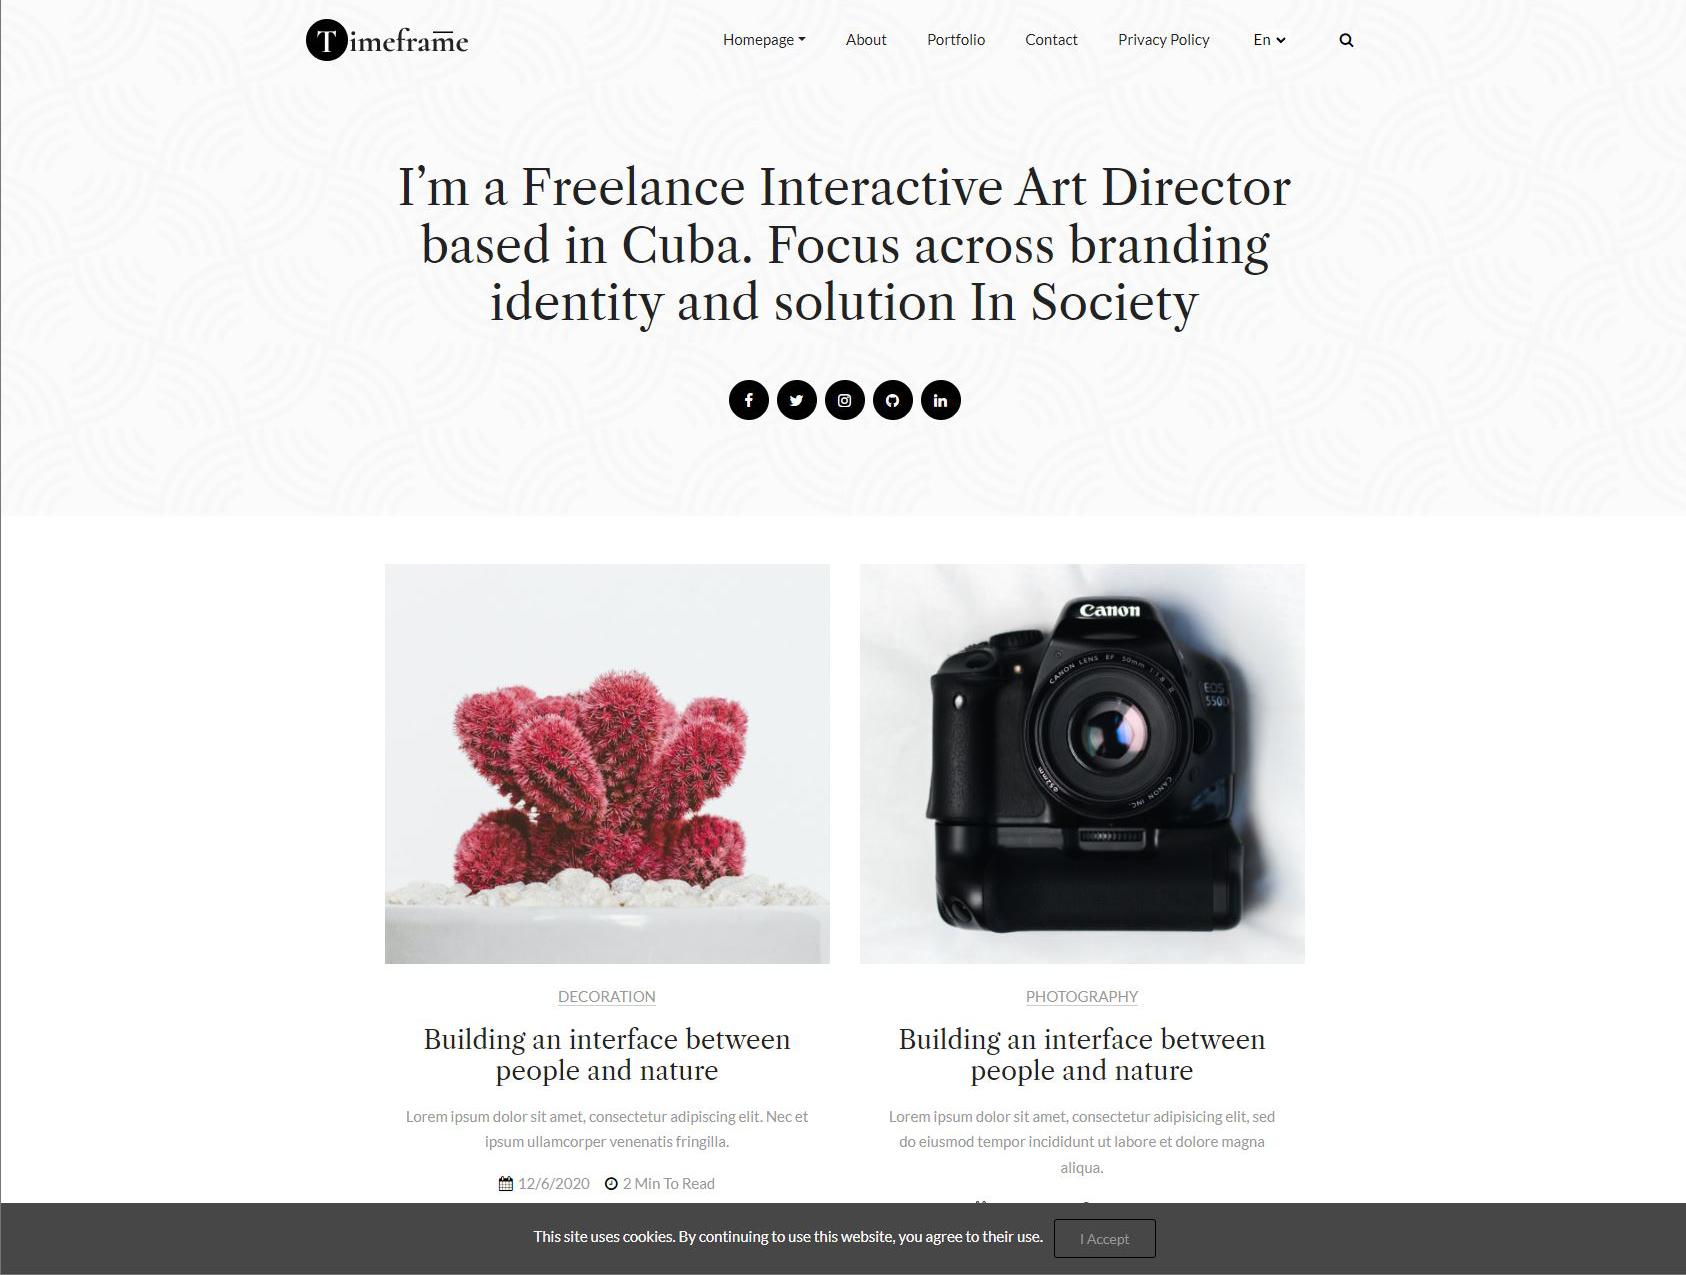 Timeframe
Homepage About Portfolio Contact Privacy Policy En
I’m a Freelance Interactive Art Director
based in Cuba. Focus across branding
identity and solution In Society
Canon
CANON LENS EF 50mm 1:1.8 II
EOS
550D
ø52mm
CANON INC.
DECORATION
Building an interface between
people and nature
Lorem ipsum dolor sit amet, consectetur adipiscing elit. Nec et
ipsum ullamcorper venenatis fringilla.
12/6/2020 2 Min To Read
PHOTOGRAPHY
Building an interface between
people and nature
Lorem ipsum dolor sit amet, consectetur adipisicing elit, sed
do eiusmod tempor incididunt ut labore et dolore magna
aliqua.
This site uses cookies. By continuing to use this website, you agree to their use. I Accept